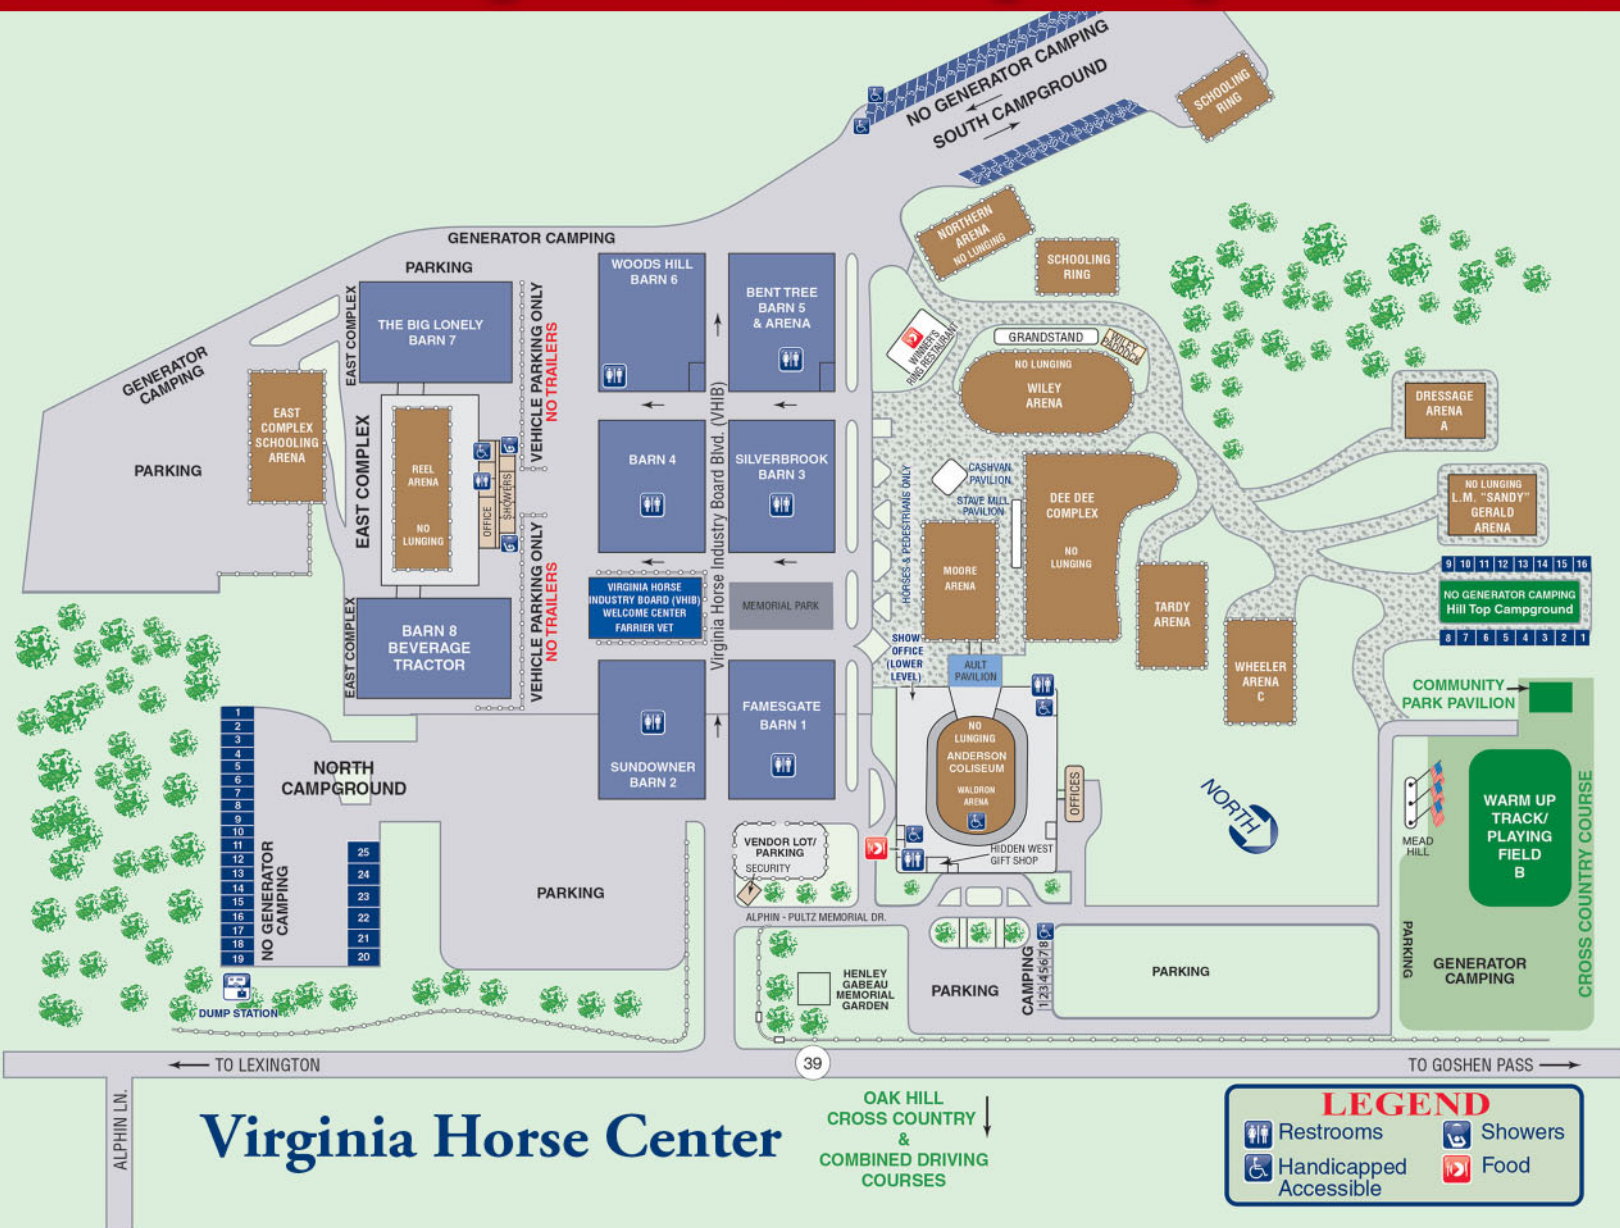 NO GENERATOR CAMPING
SOUTH CAMPGROUND
SCHOOLING
RING
NORTHERN
ARENA
NO LUNGING
SCHOOLING
RING
GENERATOR CAMPING
PARKING
WOODS HILL
BARN 6
BENT TREE
BARN 5
& ARENA
EAST COMPLEX
THE BIG LONELY
BARN 7
VEHICLE PARKING ONLY
NO TRAILERS
WINNER'S
RING RESTAURANT
GRANDSTAND
WILEY
PADDOCK
NO LUNGING
WILEY
ARENA
GENERATOR
CAMPING
EAST
COMPLEX
SCHOOLING
ARENA
PARKING
EAST COMPLEX
REEL
ARENA
NO
LUNGING
OFFICE
SHOWERS
BARN 4
SILVERBROOK
BARN 3
Virginia Horse Industry Board Blvd. (VHIB)
HORSES & PEDESTRIANS ONLY
CASHVAN
PAVILION
STAVE MILL
PAVILION
DEE DEE
COMPLEX
NO
LUNGING
MOORE
ARENA
DRESSAGE
ARENA
A
NO LUNGING
L.M. "SANDY"
GERALD
ARENA
9 10 11 12 13 14 15 16
NO GENERATOR CAMPING
Hill Top Campground
8 7 6 5 4 3 2 1
TARDY
ARENA
WHEELER
ARENA
C
VEHICLE PARKING ONLY
NO TRAILERS
VIRGINIA HORSE
INDUSTRY BOARD (VHIB)
WELCOME CENTER
FARRIER VET
MEMORIAL PARK
EAST COMPLEX
BARN 8
BEVERAGE
TRACTOR
SHOW
OFFICE
(LOWER
LEVEL)
AULT
PAVILION
COMMUNITY
PARK PAVILION
FAMESGATE
BARN 1
SUNDOWNER
BARN 2
NO
LUNGING
ANDERSON
COLISEUM
WALDRON
ARENA
OFFICES
HIDDEN WEST
GIFT SHOP
NORTH
MEAD
HILL
WARM UP
TRACK/
PLAYING
FIELD
B
CROSS COUNTRY COURSE
1
2
3
4
5
6
7
8
9
10
11
12
13
14
15
16
17
18
19
NORTH
CAMPGROUND
NO GENERATOR
CAMPING
25
24
23
22
21
20
PARKING
VENDOR LOT/
PARKING
SECURITY
ALPHIN - PULTZ MEMORIAL DR.
HENLEY
GABEAU
MEMORIAL
GARDEN
PARKING
CAMPING
12345678
PARKING
PARKING
GENERATOR
CAMPING
DUMP STATION
TO LEXINGTON
39
TO GOSHEN PASS
ALPHIN LN.
Virginia Horse Center
OAK HILL
CROSS COUNTRY
&
COMBINED DRIVING
COURSES
LEGEND
Restrooms
Showers
Handicapped
Accessible
Food